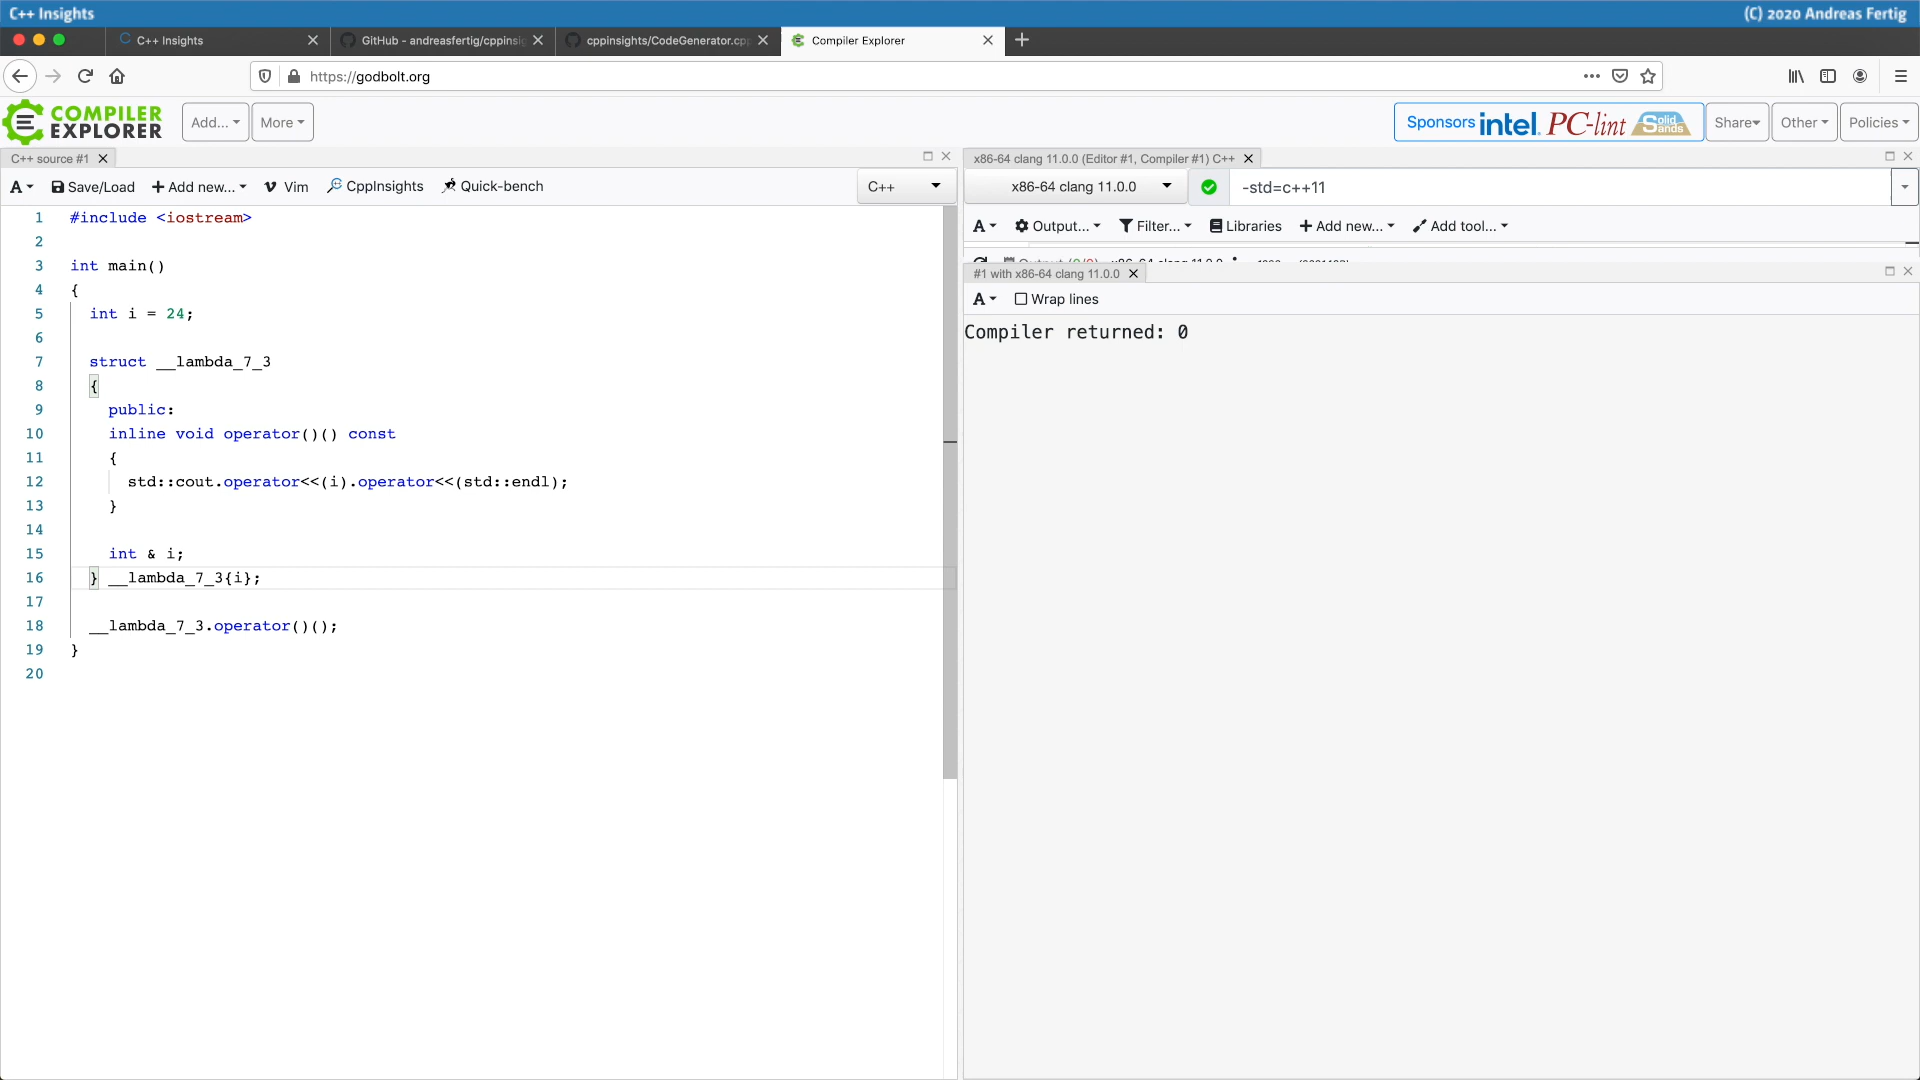 C++ Insights
(C) 2020 Andreas Fertig
C++ Insights
GitHub - andreasfertig/cppinsig
cppinsights/CodeGenerator.cpp
Compiler Explorer
https://godbolt.org
COMPILER EXPLORER
Add...
More
Sponsors intel. PC-lint Solid Sands
Share
Other
Policies
C++ source #1
A
Save/Load
Add new...
Vim
CppInsights
Quick-bench
C++
1 #include <iostream>
2
3 int main()
4 {
5 int i = 24;
6
7 struct __lambda_7_3
8 {
9 public:
10 inline void operator()() const
11 {
12 std::cout.operator<<(i).operator<<(std::endl);
13 }
14
15 int & i;
16 } __lambda_7_3{i};
17
18 __lambda_7_3.operator()();
19 }
20
x86-64 clang 11.0.0 (Editor #1, Compiler #1) C++
x86-64 clang 11.0.0
-std=c++11
A
Output...
Filter...
Libraries
Add new...
Add tool...
#1 with x86-64 clang 11.0.0
A
Wrap lines
Compiler returned: 0